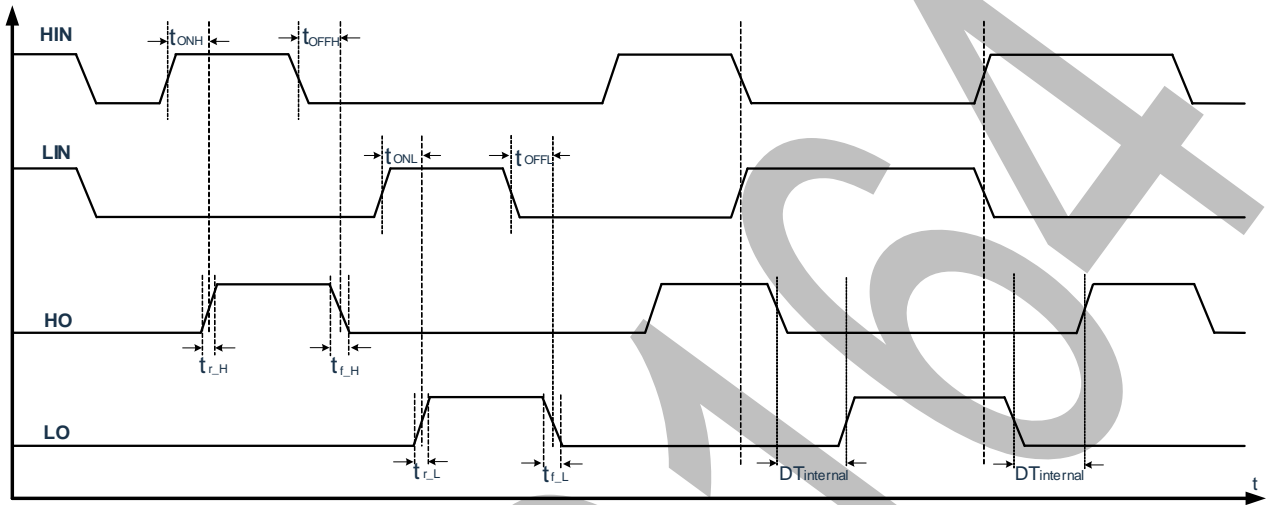 HIN
tONH
tOFFH
LIN
tONL
tOFFL
HO
tr_H
tf_H
LO
tr_L
tf_L
DTinternal
DTinternal
t